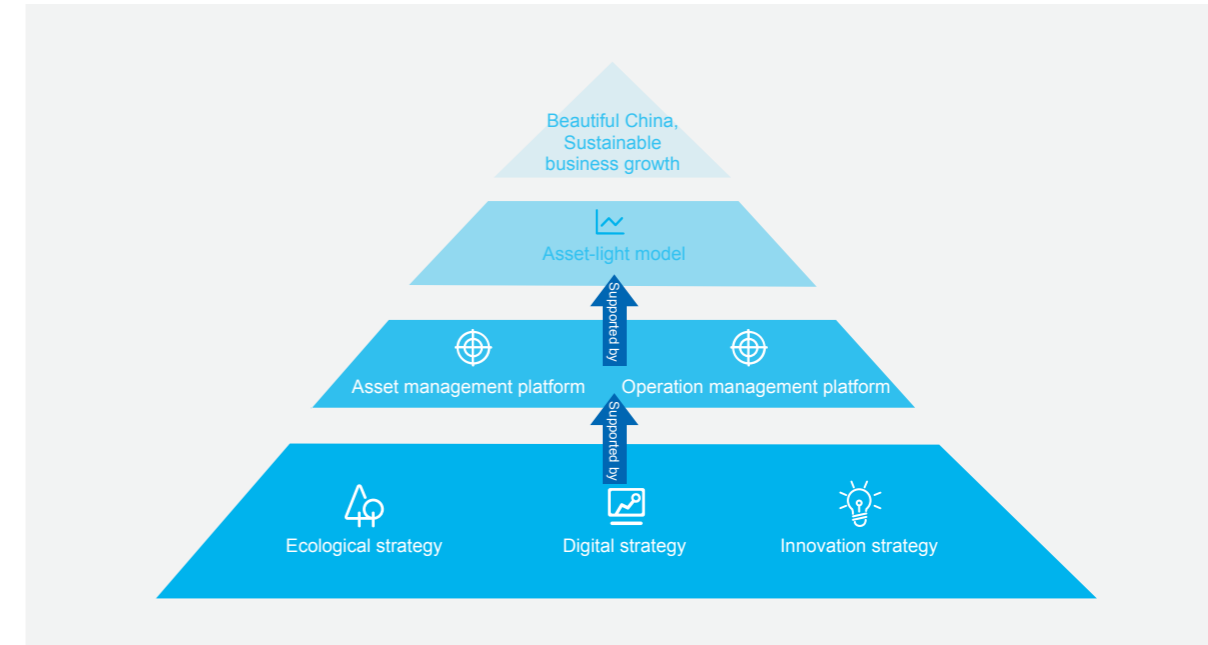 Beautiful China,
Sustainable
business growth
Asset-light model
Supported by
Asset management platform
Operation management platform
Supported by
Ecological strategy
Digital strategy
Innovation strategy